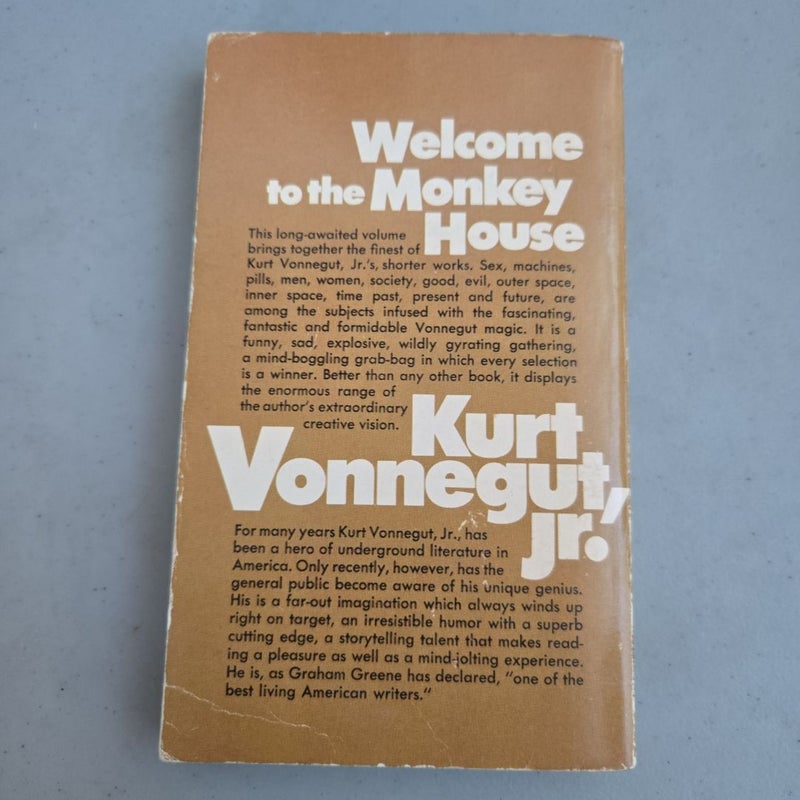 Welcome
to the Monkey
House
This long-awaited volume
brings together the finest of
Kurt Vonnegut, Jr.'s, shorter works. Sex, machines,
pills, men, women, society, good, evil, outer space,
inner space, time past, present and future, are
among the subjects infused with the fascinating,
fantastic and formidable Vonnegut magic. It is a
funny, sad, explosive, wildly gyrating gathering,
a mind-boggling grab-bag in which every selection
is a winner. Better than any other book, it displays
the enormous range of
the author's extraordinary
creative vision.
Kurt
Vonnegut,
jr.
For many years Kurt Vonnegut, Jr., has
been a hero of underground literature in
America. Only recently, however, has the
general public become aware of his unique genius.
His is a far-out imagination which always winds up
right on target, an irresistible humor with a superb
cutting edge, a storytelling talent that makes read-
ing a pleasure as well as a mind-jolting experience.
He is, as Graham Greene has declared, "one of the
best living American writers."